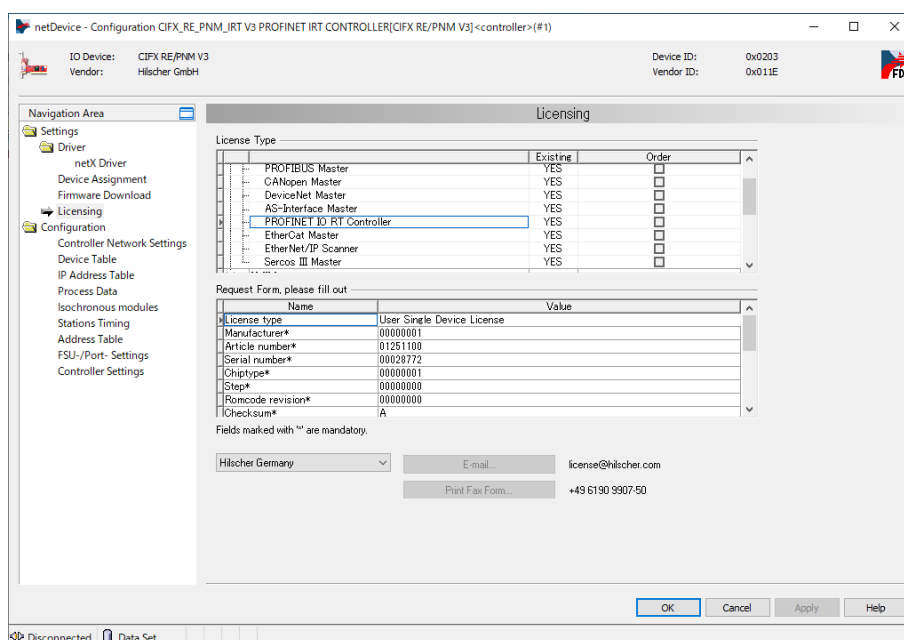 netDevice - Configuration CIFX_RE_PNM_IRT V3 PROFINET IRT CONTROLLER[CIFX RE/PNM V3]<controller>(#1)
IO Device: CIFX RE/PNM V3 Device ID: 0x0203
Vendor: Hilscher GmbH Vendor ID: 0x011E
FD
Navigation Area
Settings
Driver
netX Driver
Device Assignment
Firmware Download
Licensing
Configuration
Controller Network Settings
Device Table
IP Address Table
Process Data
Isochronous modules
Stations Timing
Address Table
FSU-/Port- Settings
Controller Settings
Licensing
License Type
Existing Order
PROFIBUS Master YES
CANopen Master YES
DeviceNet Master YES
AS-Interface Master YES
PROFINET IO RT Controller YES
EtherCat Master YES
EtherNet/IP Scanner YES
Sercos III Master YES
Request Form, please fill out
Name Value
License type User Single Device License
Manufacturer* 00000001
Article number* 01251100
Serial number* 00028772
Chiptype* 00000001
Step* 00000000
Romcode revision* 00000000
Checksum* A
Fields marked with "*" are mandatory.
Hilscher Germany E-mail... license@hilscher.com
Print Fax Form... +49 6190 9907-50
OK Cancel Apply Help
Disconnected Data Set